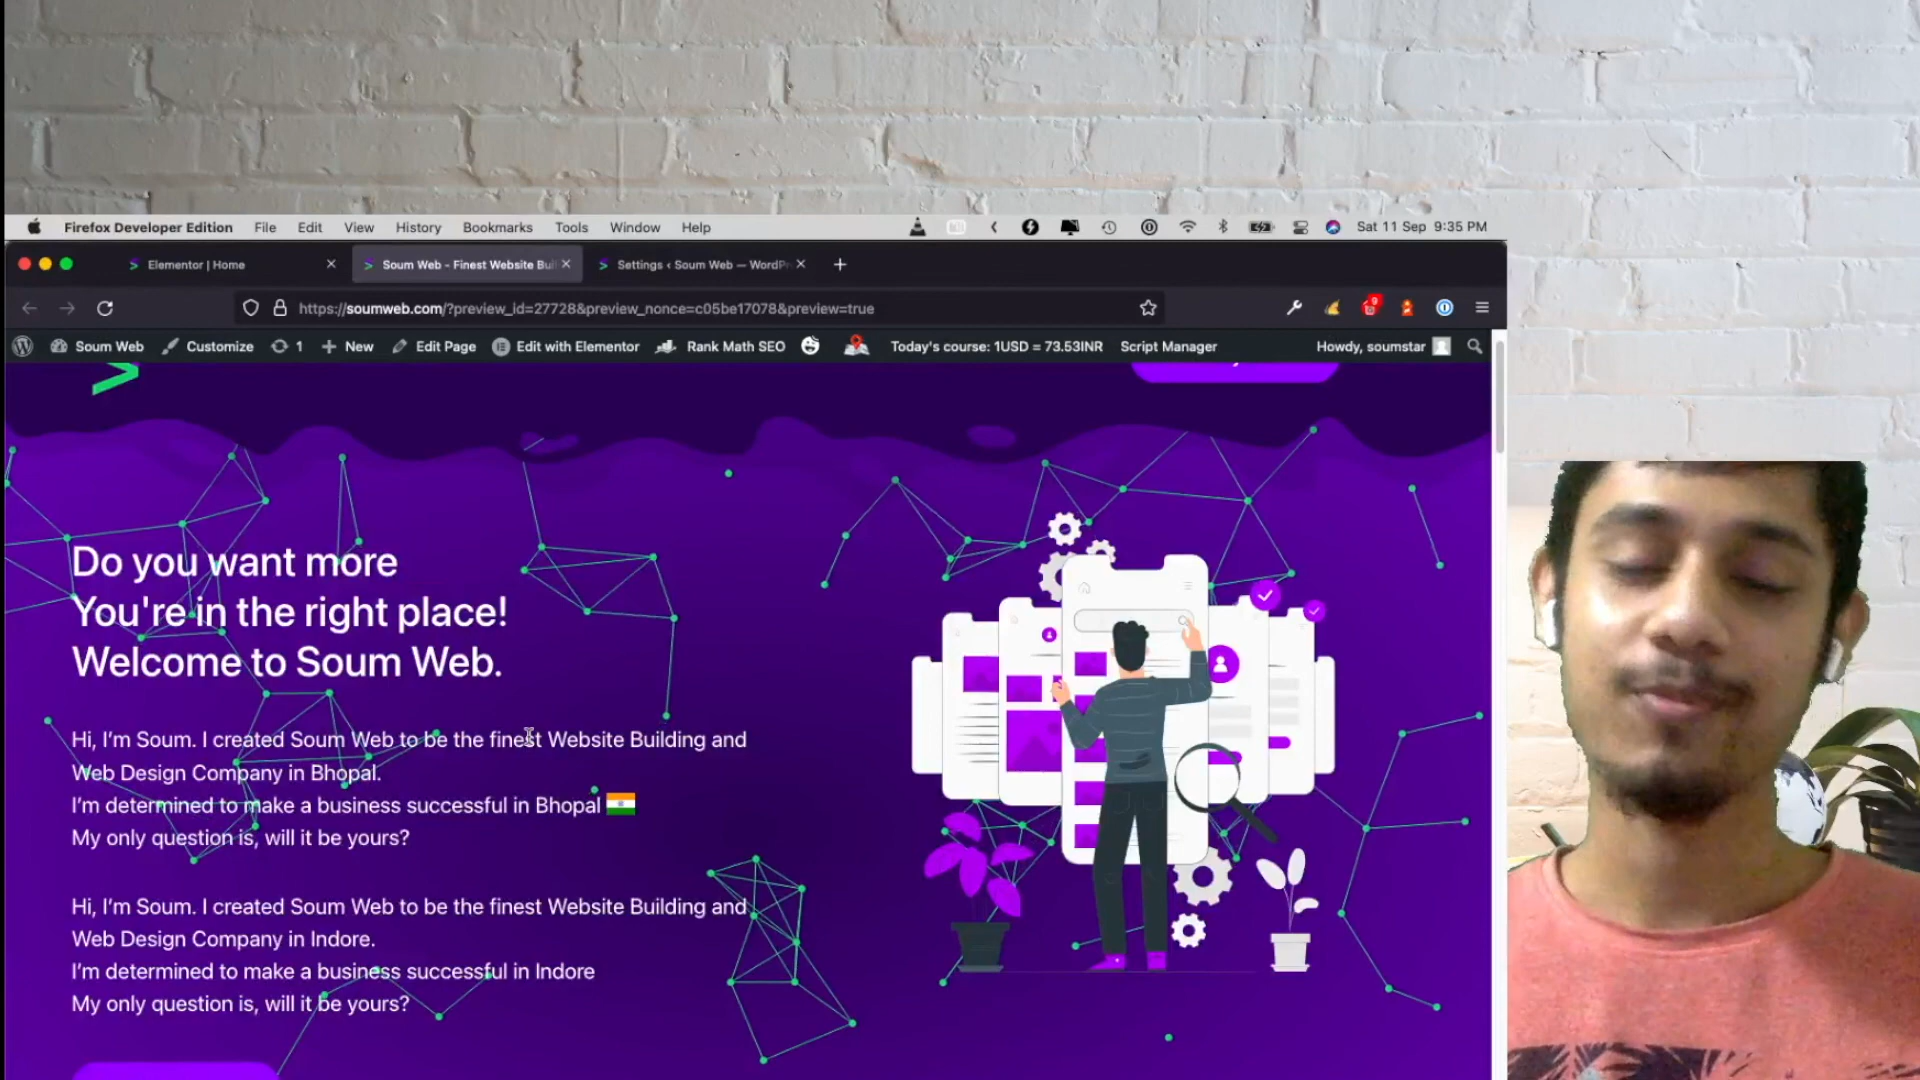 Firefox Developer Edition File Edit View History Bookmarks Tools Window Help Sat 11 Sep 9:35 PM
Elementor | Home Soum Web - Finest Website Bui Settings ‹ Soum Web — WordPr
https://soumweb.com/?preview_id=27728&preview_nonce=c05be17078&preview=true
9
Soum Web Customize 1 New Edit Page Edit with Elementor Rank Math SEO Today's course: 1USD = 73.53INR Script Manager Howdy, soumstar
Do you want more
You're in the right place!
Welcome to Soum Web.
Hi, I’m Soum. I created Soum Web to be the finest Website Building and
Web Design Company in Bhopal.
I’m determined to make a business successful in Bhopal 🇮🇳
My only question is, will it be yours?
Hi, I’m Soum. I created Soum Web to be the finest Website Building and
Web Design Company in Indore.
I’m determined to make a business successful in Indore
My only question is, will it be yours?